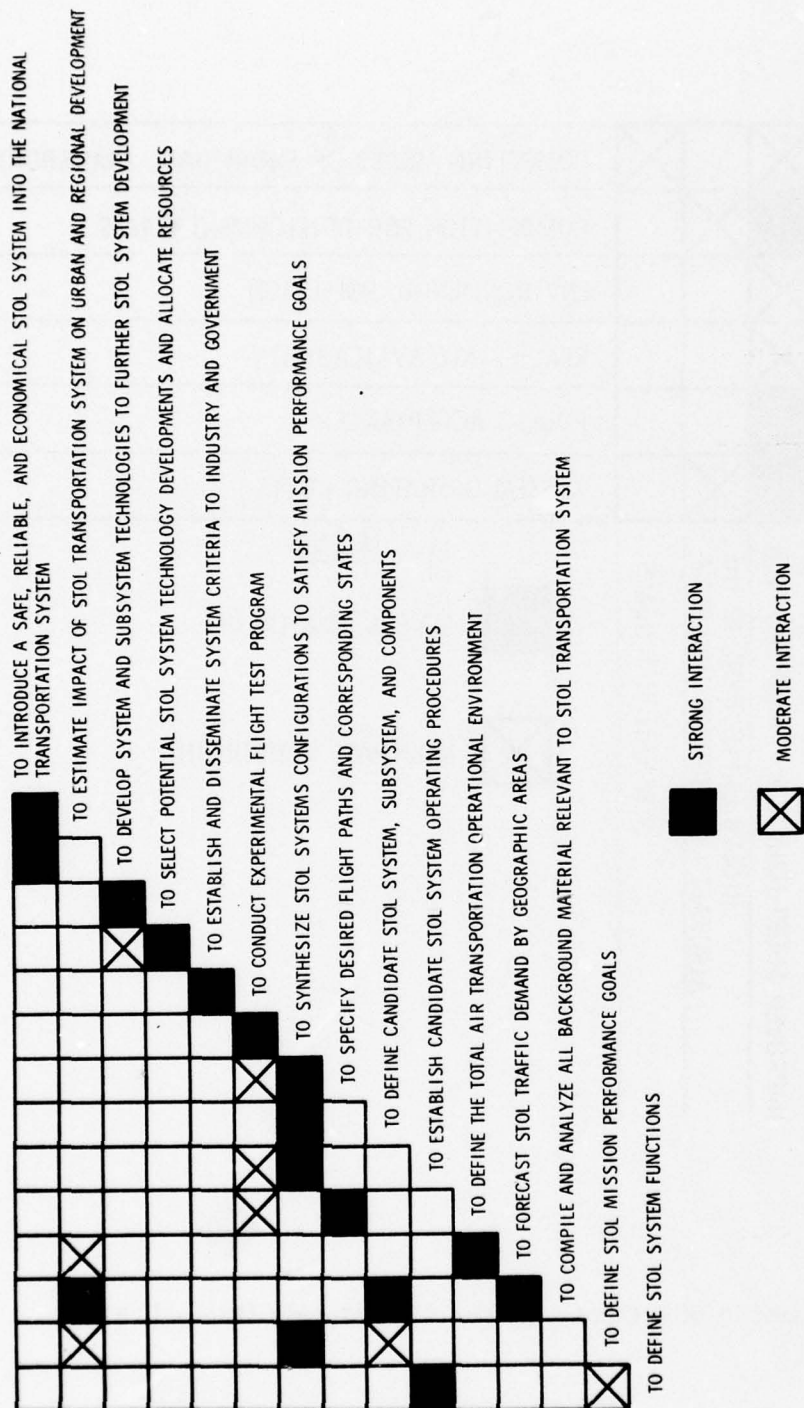 TO INTRODUCE A SAFE, RELIABLE, AND ECONOMICAL STOL SYSTEM INTO THE NATIONAL
TRANSPORTATION SYSTEM
TO ESTIMATE IMPACT OF STOL TRANSPORTATION SYSTEM ON URBAN AND REGIONAL DEVELOPMENT
TO DEVELOP SYSTEM AND SUBSYSTEM TECHNOLOGIES TO FURTHER STOL SYSTEM DEVELOPMENT
TO SELECT POTENTIAL STOL SYSTEM TECHNOLOGY DEVELOPMENTS AND ALLOCATE RESOURCES
TO ESTABLISH AND DISSEMINATE SYSTEM CRITERIA TO INDUSTRY AND GOVERNMENT
TO CONDUCT EXPERIMENTAL FLIGHT TEST PROGRAM
TO SYNTHESIZE STOL SYSTEMS CONFIGURATIONS TO SATISFY MISSION PERFORMANCE GOALS
TO SPECIFY DESIRED FLIGHT PATHS AND CORRESPONDING STATES
TO DEFINE CANDIDATE STOL SYSTEM, SUBSYSTEM, AND COMPONENTS
TO ESTABLISH CANDIDATE STOL SYSTEM OPERATING PROCEDURES
TO DEFINE THE TOTAL AIR TRANSPORTATION OPERATIONAL ENVIRONMENT
TO FORECAST STOL TRAFFIC DEMAND BY GEOGRAPHIC AREAS
TO COMPILE AND ANALYZE ALL BACKGROUND MATERIAL RELEVANT TO STOL TRANSPORTATION SYSTEM
TO DEFINE STOL MISSION PERFORMANCE GOALS
TO DEFINE STOL SYSTEM FUNCTIONS
STRONG INTERACTION
MODERATE INTERACTION